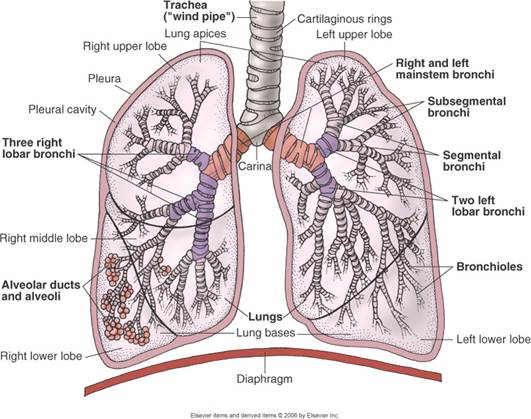 Trachea
("wind pipe")
Cartilaginous rings
Lung apices
Left upper lobe
Right upper lobe
Right and left
mainstem bronchi
Pleura
Subsegmental
bronchi
Pleural cavity
Three right
lobar bronchi
Carina
Segmental
bronchi
Two left
lobar bronchi
Right middle lobe
Bronchioles
Alveolar ducts
and alveoli
Lungs
Lung bases
Left lower lobe
Right lower lobe
Diaphragm
Elsevier items and derived items © 2006 by Elsevier Inc.